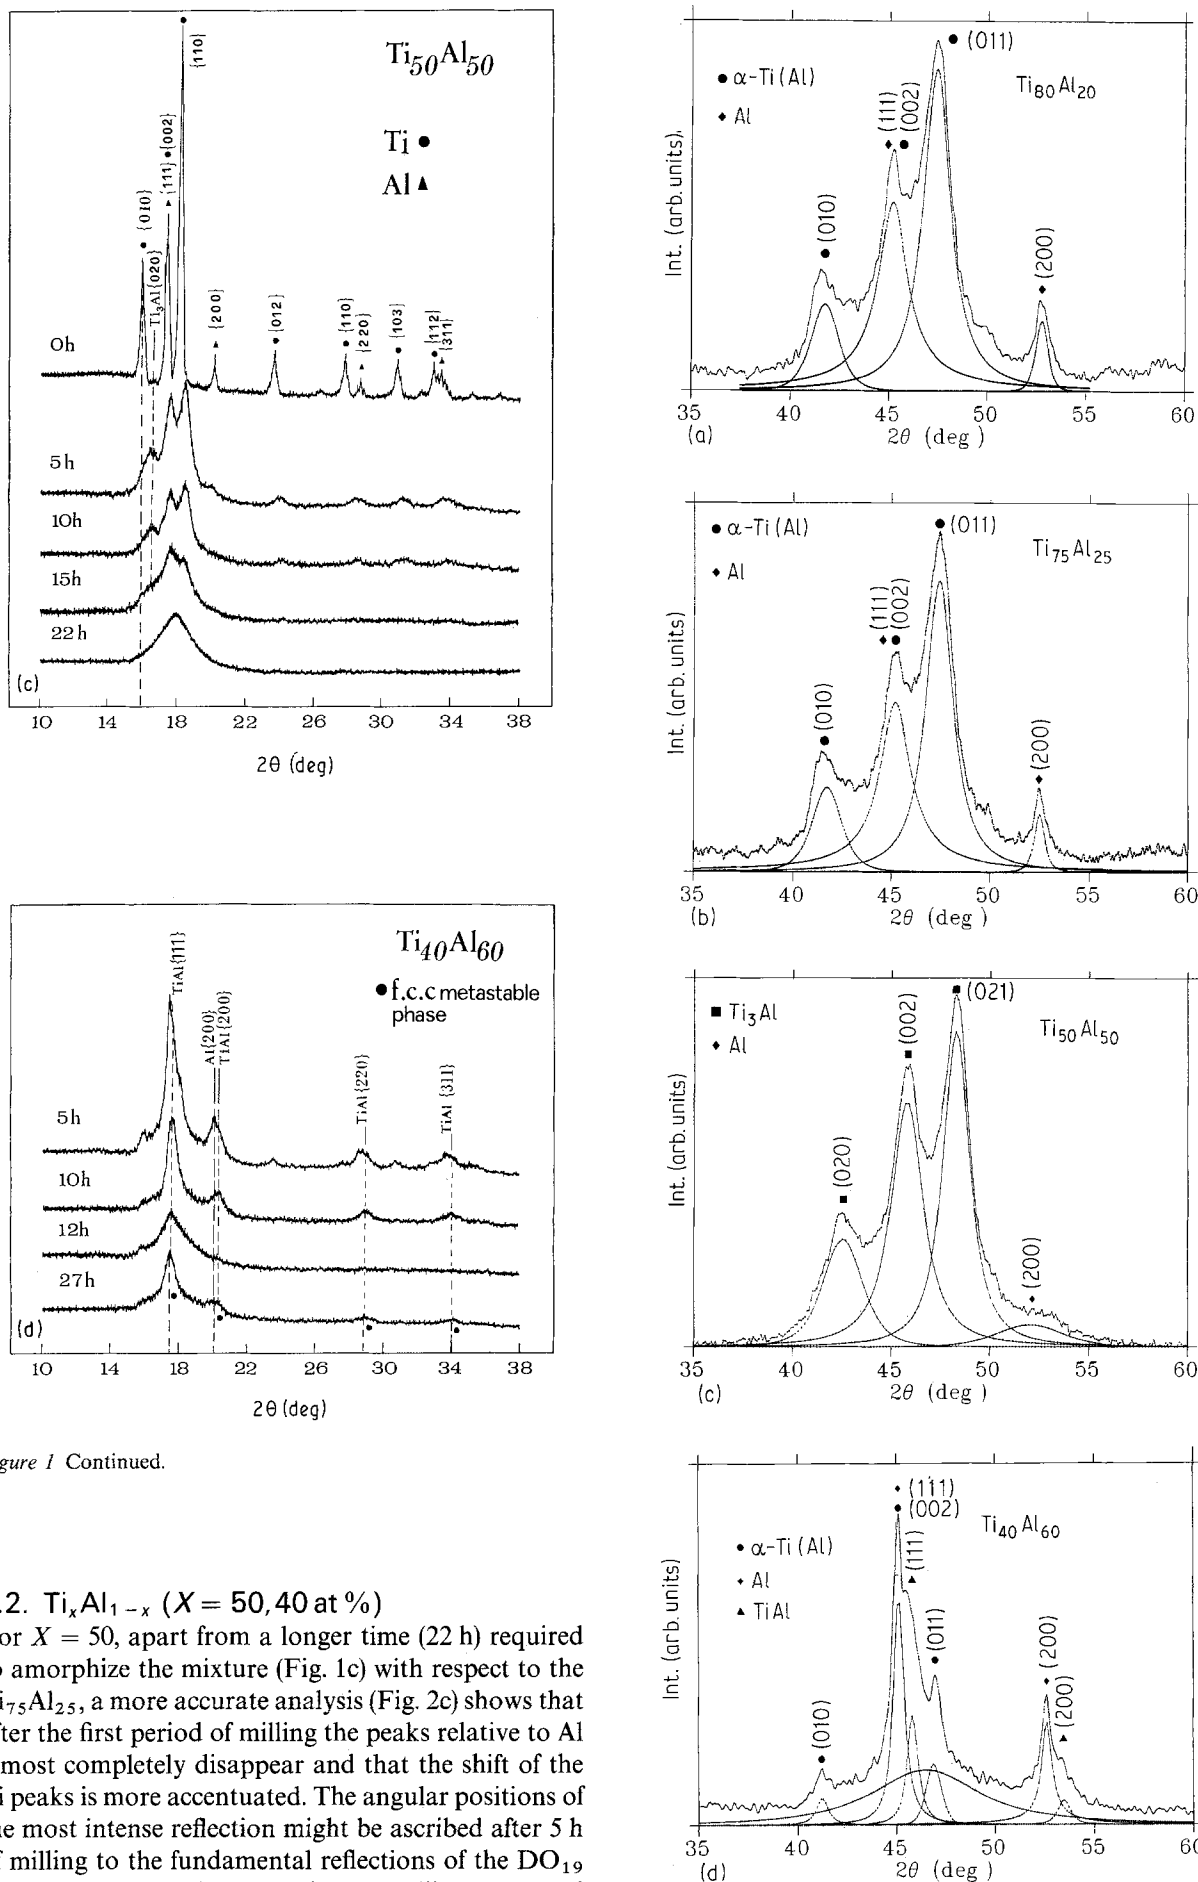 Ti50Al50
Ti ●
Al ▲
{010}
Ti3Al{020}
{111}
{002}
{110}
{200}
{012}
{110}
{220}
{103}
{112}
{311}
0h
5h
10h
15h
22h
(c)
10 14 18 22 26 30 34 38
2θ (deg)
Ti40Al60
● f.c.c metastable
phase
TiAl{111}
Al{200}
TiAl{200}
TiAl{220}
TiAl {311}
5h
10h
12h
27h
(d)
10 14 18 22 26 30 34 38
2θ (deg)
gure 1 Continued.
.2. TixAl1−x (X = 50, 40 at %)
or X = 50, apart from a longer time (22 h) required
o amorphize the mixture (Fig. 1c) with respect to the
i75Al25, a more accurate analysis (Fig. 2c) shows that
fter the first period of milling the peaks relative to Al
most completely disappear and that the shift of the
i peaks is more accentuated. The angular positions of
he most intense reflection might be ascribed after 5 h
f milling to the fundamental reflections of the DO19
Int. (arb. units).
● α-Ti (Al)
♦ Al
Ti80Al20
(010)
(111)
(002)
(011)
(200)
35 40 45 50 55 60
(a)
2θ (deg)
Int. (arb. units)
● α-Ti (Al)
♦ Al
Ti75Al25
(010)
(111)
(002)
(011)
(200)
35 40 45 50 55 60
(b)
2θ (deg)
Int. (arb. units)
■ Ti3Al
♦ Al
Ti50Al50
(020)
(002)
(021)
(200)
35 40 45 50 55 60
(c)
2θ (deg)
Int. (arb. units)
● α-Ti (Al)
♦ Al
▲ TiAl
Ti40Al60
(010)
(111)
(002)
(111)
(011)
(200)
(200)
35 40 45 50 55 60
(d)
2θ (deg)